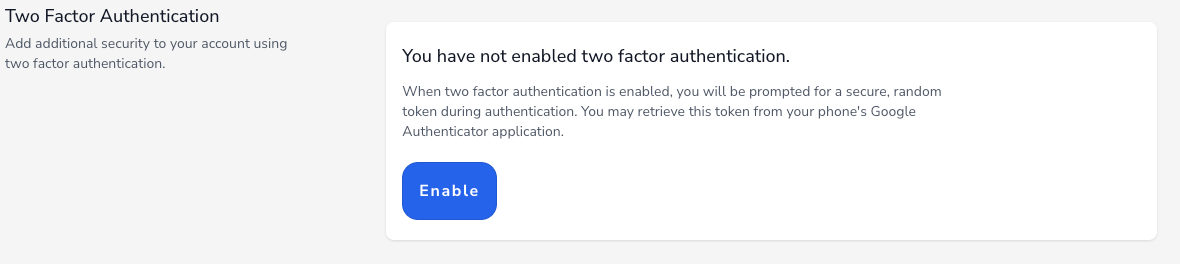 Two Factor Authentication
Add additional security to your account using
two factor authentication.
You have not enabled two factor authentication.
When two factor authentication is enabled, you will be prompted for a secure, random
token during authentication. You may retrieve this token from your phone's Google
Authenticator application.
Enable